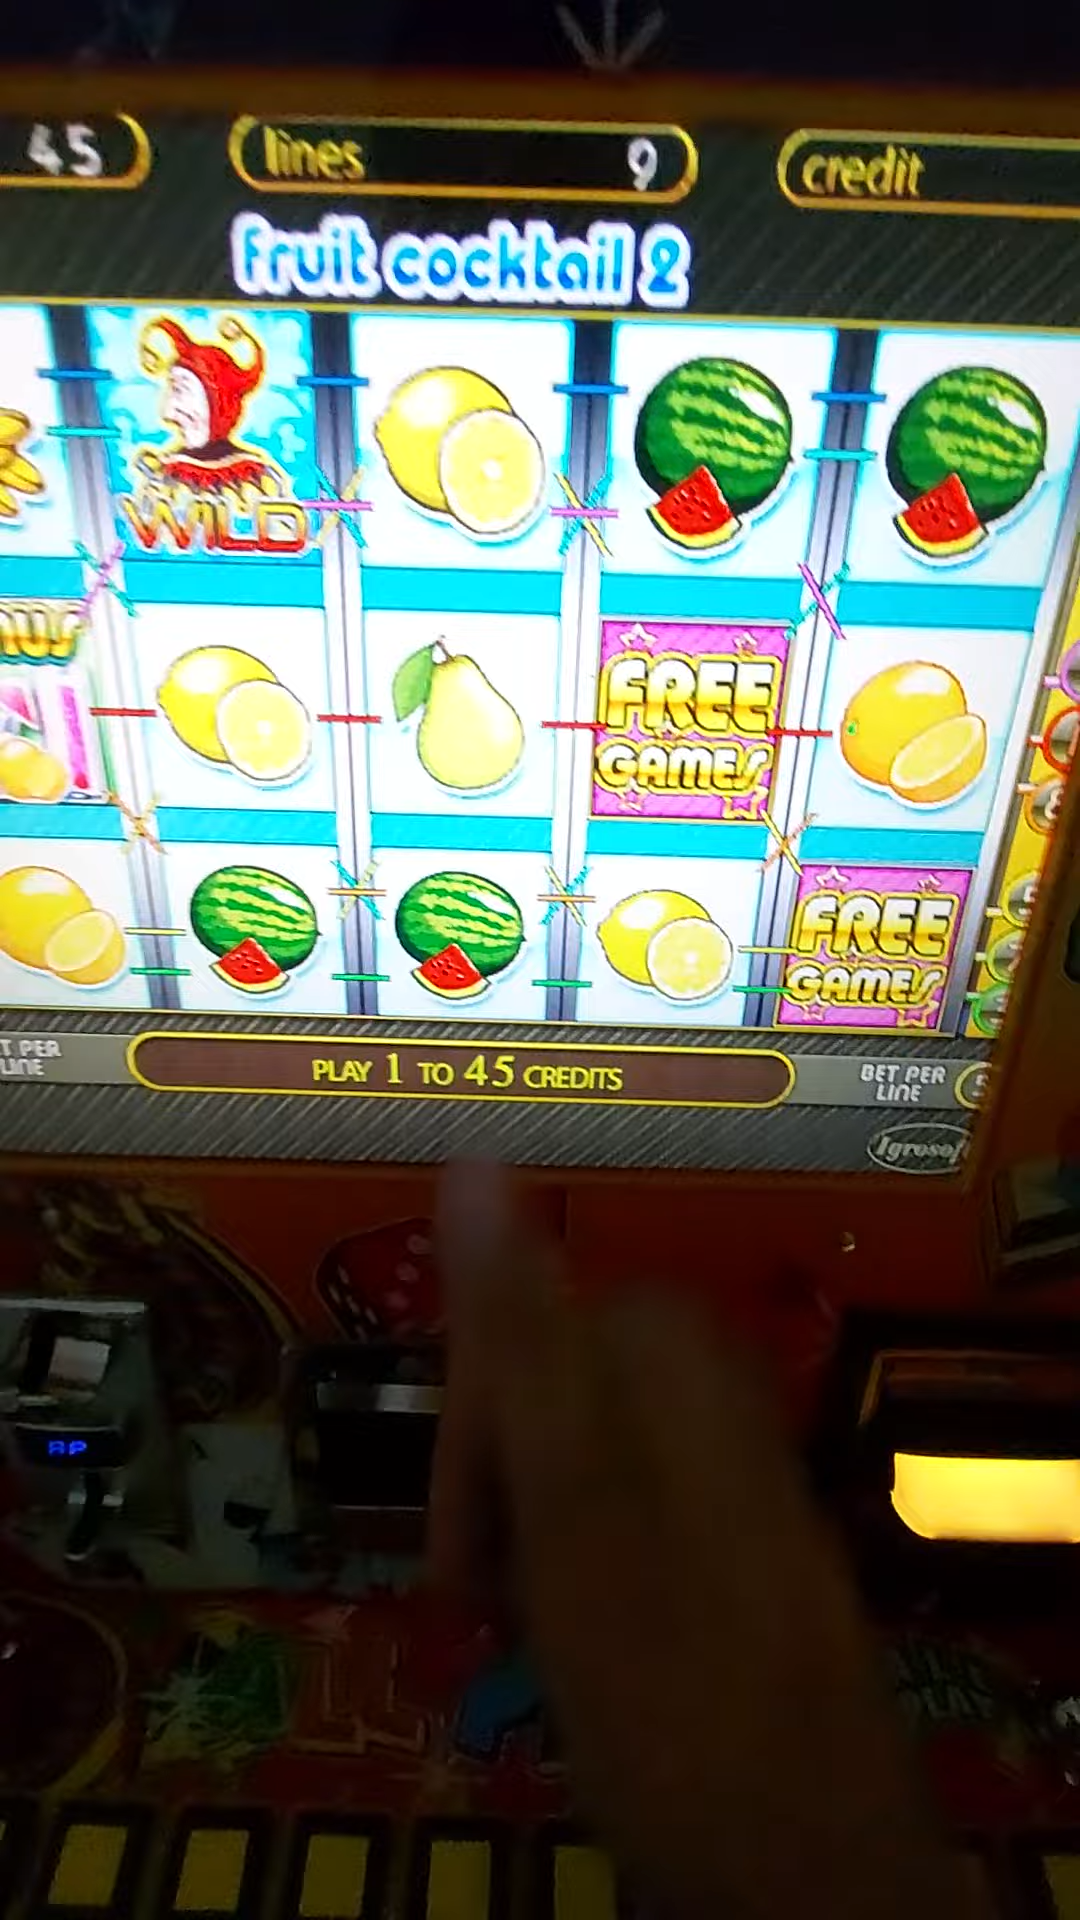 45
lines 9
credit
fruit cocktail 2
WILD
FREE
GAMES
FREE
GAMES
PLAY 1 TO 45 CREDITS
BET PER
LINE
Igrosoft